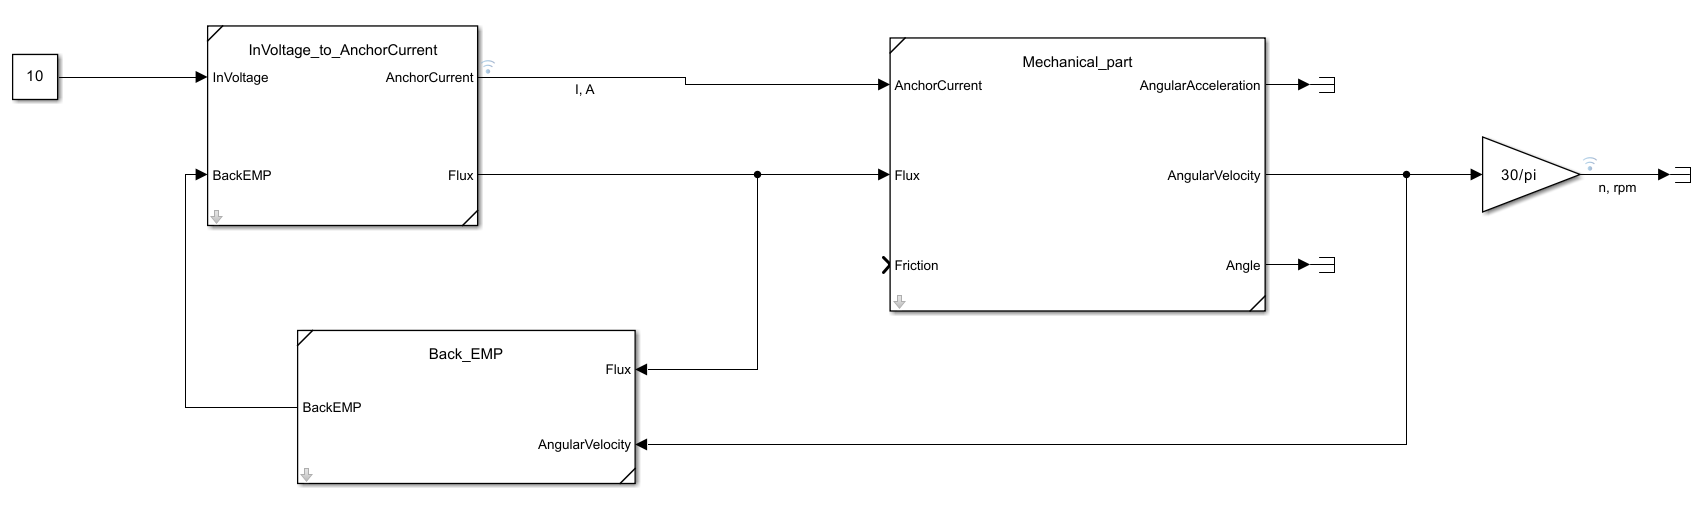 10
InVoltage_to_AnchorCurrent
InVoltage
AnchorCurrent
BackEMP
Flux
I, A
Mechanical_part
AnchorCurrent
AngularAcceleration
Flux
AngularVelocity
Friction
Angle
30/pi
n, rpm
Back_EMP
Flux
BackEMP
AngularVelocity